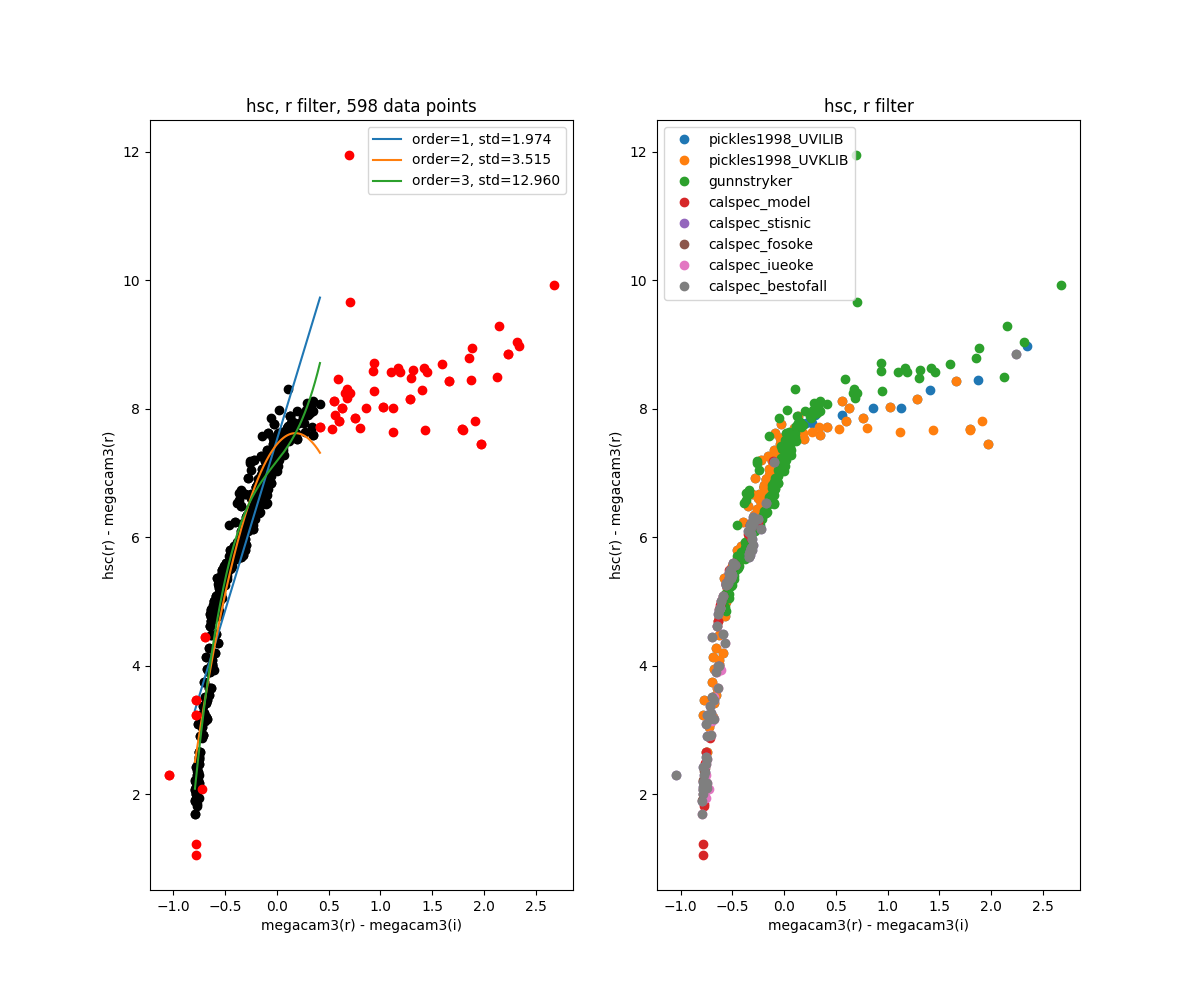 hsc, r filter, 598 data points
order=1, std=1.974
order=2, std=3.515
order=3, std=12.960
12
10
8
6
4
2
hsc(r) - megacam3(r)
−1.0 −0.5 0.0 0.5 1.0 1.5 2.0 2.5
megacam3(r) - megacam3(i)
hsc, r filter
pickles1998_UVILIB
pickles1998_UVKLIB
gunnstryker
calspec_model
calspec_stisnic
calspec_fosoke
calspec_iueoke
calspec_bestofall
12
10
8
6
4
2
hsc(r) - megacam3(r)
−1.0 −0.5 0.0 0.5 1.0 1.5 2.0 2.5
megacam3(r) - megacam3(i)